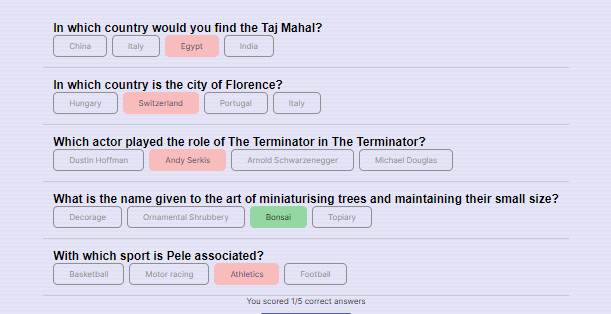 In which country would you find the Taj Mahal?
China Italy Egypt India
In which country is the city of Florence?
Hungary Switzerland Portugal Italy
Which actor played the role of The Terminator in The Terminator?
Dustin Hoffman Andy Serkis Arnold Schwarzenegger Michael Douglas
What is the name given to the art of miniaturising trees and maintaining their small size?
Decorage Ornamental Shrubbery Bonsai Topiary
With which sport is Pele associated?
Basketball Motor racing Athletics Football
You scored 1/5 correct answers